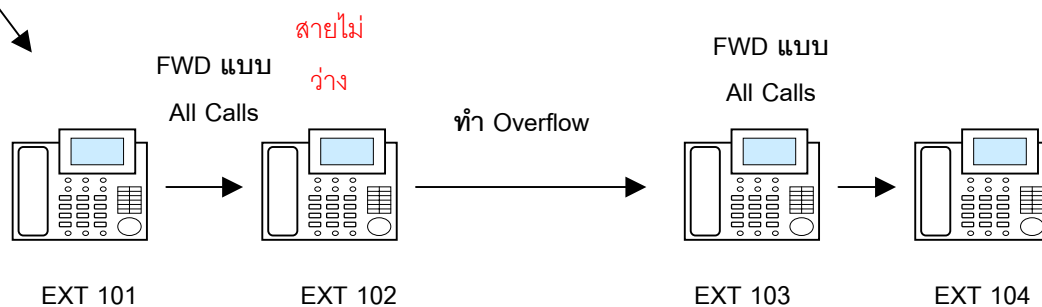 สายไม่
ว่าง
FWD แบบ
All Calls
ทำ Overflow
FWD แบบ
All Calls
EXT 101
EXT 102
EXT 103
EXT 104